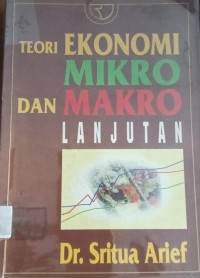 TEORI EKONOMI
MIKRO
DAN MAKRO
LANJUTAN
Dr. Sritua Arief